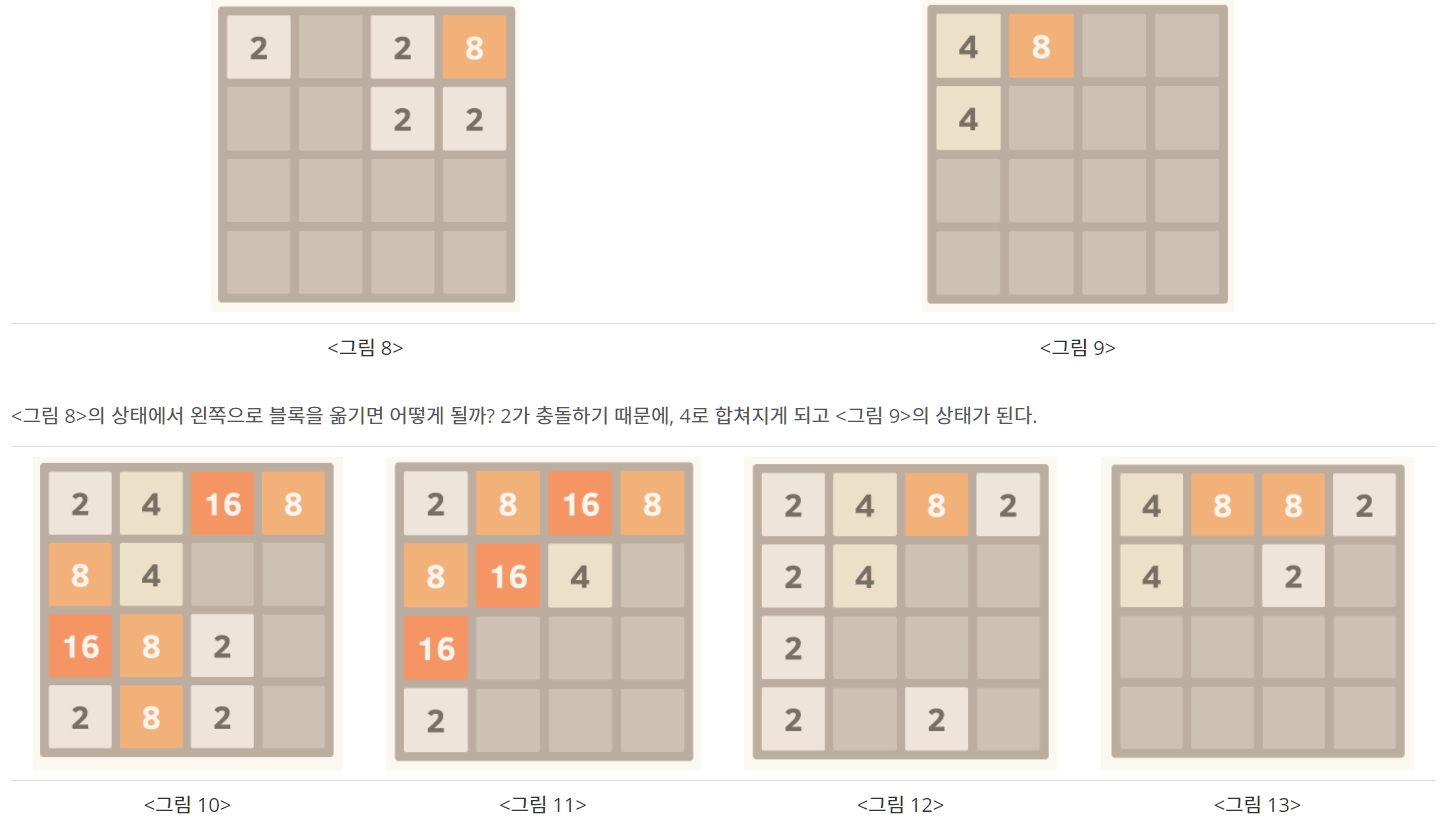 2 2 8 4 8
2 2 4
<그림 8> <그림 9>
<그림 8>의 상태에서 왼쪽으로 블록을 옮기면 어떻게 될까? 2가 충돌하기 때문에, 4로 합쳐지게 되고 <그림 9>의 상태가 된다.
2 4 16 8 2 8 16 8 2 4 8 2 4 8 8 2
8 4 8 16 4 2 4 4 2
16 8 2 16 2
2 8 2 2 2 2
<그림 10> <그림 11> <그림 12> <그림 13>